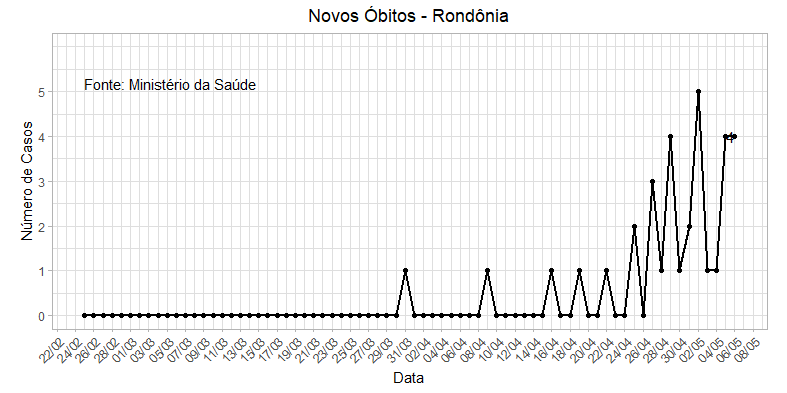 Novos Óbitos - Rondônia
Fonte: Ministério da Saúde
Número de Casos
5
4
3
2
1
0
4
22/02 24/02 26/02 28/02 01/03 03/03 05/03 07/03 09/03 11/03 13/03 15/03 17/03 19/03 21/03 23/03 25/03 27/03 29/03 31/03 02/04 04/04 06/04 08/04 10/04 12/04 14/04 16/04 18/04 20/04 22/04 24/04 26/04 28/04 30/04 02/05 04/05 06/05 08/05
Data